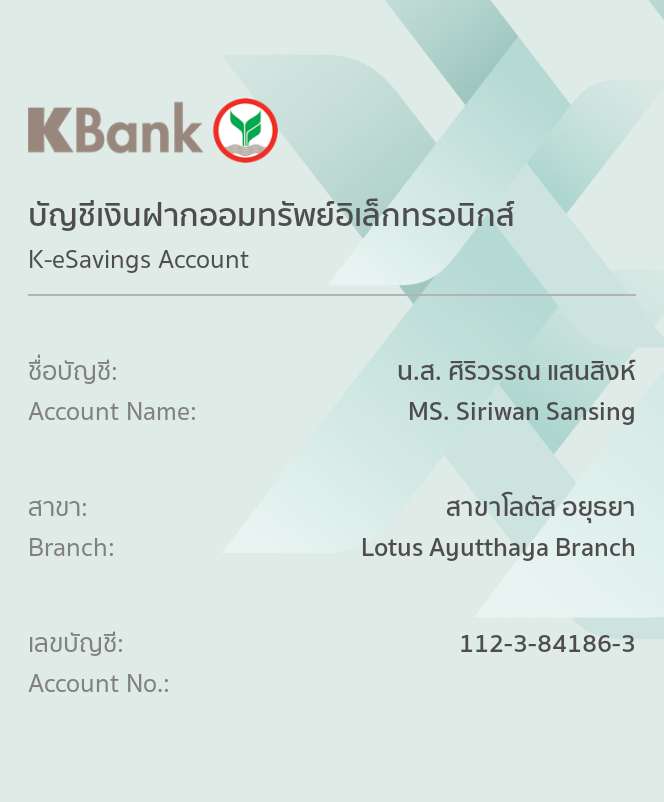 KBank
บัญชีเงินฝากออมทรัพย์อิเล็กทรอนิกส์
K-eSavings Account
ชื่อบัญชี: น.ส. ศิริวรรณ แสนสิงห์
Account Name: MS. Siriwan Sansing
สาขา: สาขาโลตัส อยุธยา
Branch: Lotus Ayutthaya Branch
เลขบัญชี: 112-3-84186-3
Account No.: